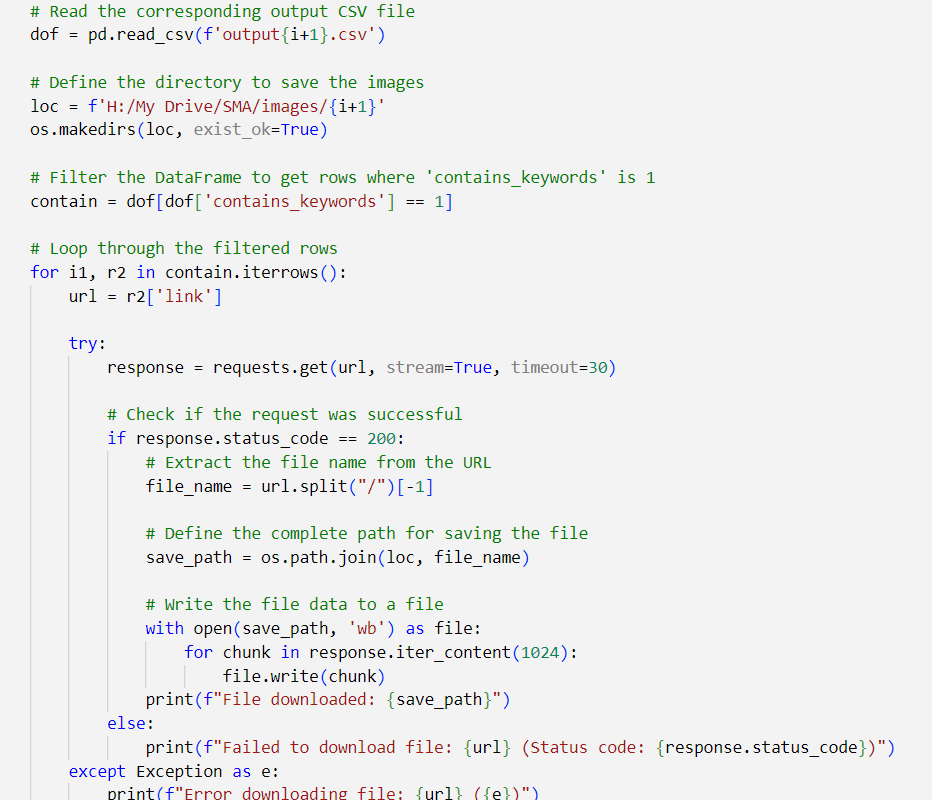 # Read the corresponding output CSV file
dof = pd.read_csv(f'output{i+1}.csv')
# Define the directory to save the images
loc = f'H:/My Drive/SMA/images/{i+1}'
os.makedirs(loc, exist_ok=True)
# Filter the DataFrame to get rows where 'contains_keywords' is 1
contain = dof[dof['contains_keywords'] == 1]
# Loop through the filtered rows
for i1, r2 in contain.iterrows():
url = r2['link']
try:
response = requests.get(url, stream=True, timeout=30)
# Check if the request was successful
if response.status_code == 200:
# Extract the file name from the URL
file_name = url.split("/")[-1]
# Define the complete path for saving the file
save_path = os.path.join(loc, file_name)
# Write the file data to a file
with open(save_path, 'wb') as file:
for chunk in response.iter_content(1024):
file.write(chunk)
print(f"File downloaded: {save_path}")
else:
print(f"Failed to download file: {url} (Status code: {response.status_code})")
except Exception as e:
print(f"Error downloading file: {url} ({e})")